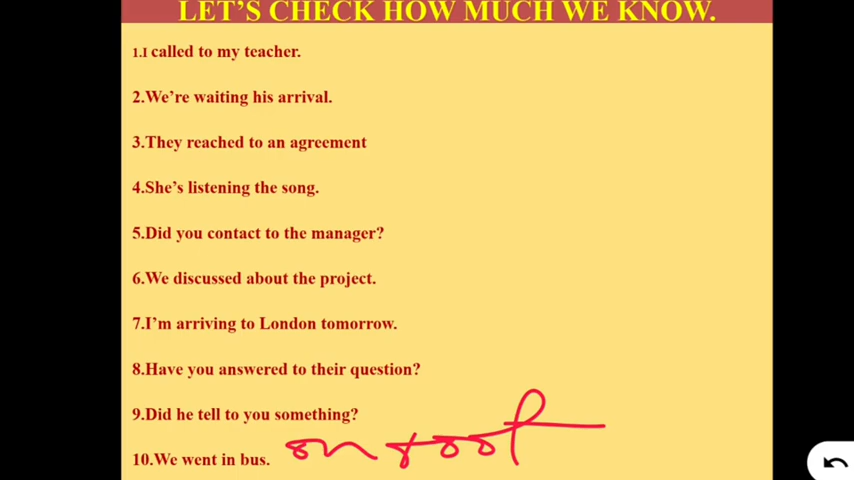 LET'S CHECK HOW MUCH WE KNOW.
1.I called to my teacher.
2.We're waiting his arrival.
3.They reached to an agreement
4.She's listening the song.
5.Did you contact to the manager?
6.We discussed about the project.
7.I'm arriving to London tomorrow.
8.Have you answered to their question?
9.Did he tell to you something?
10.We went in bus. on roof